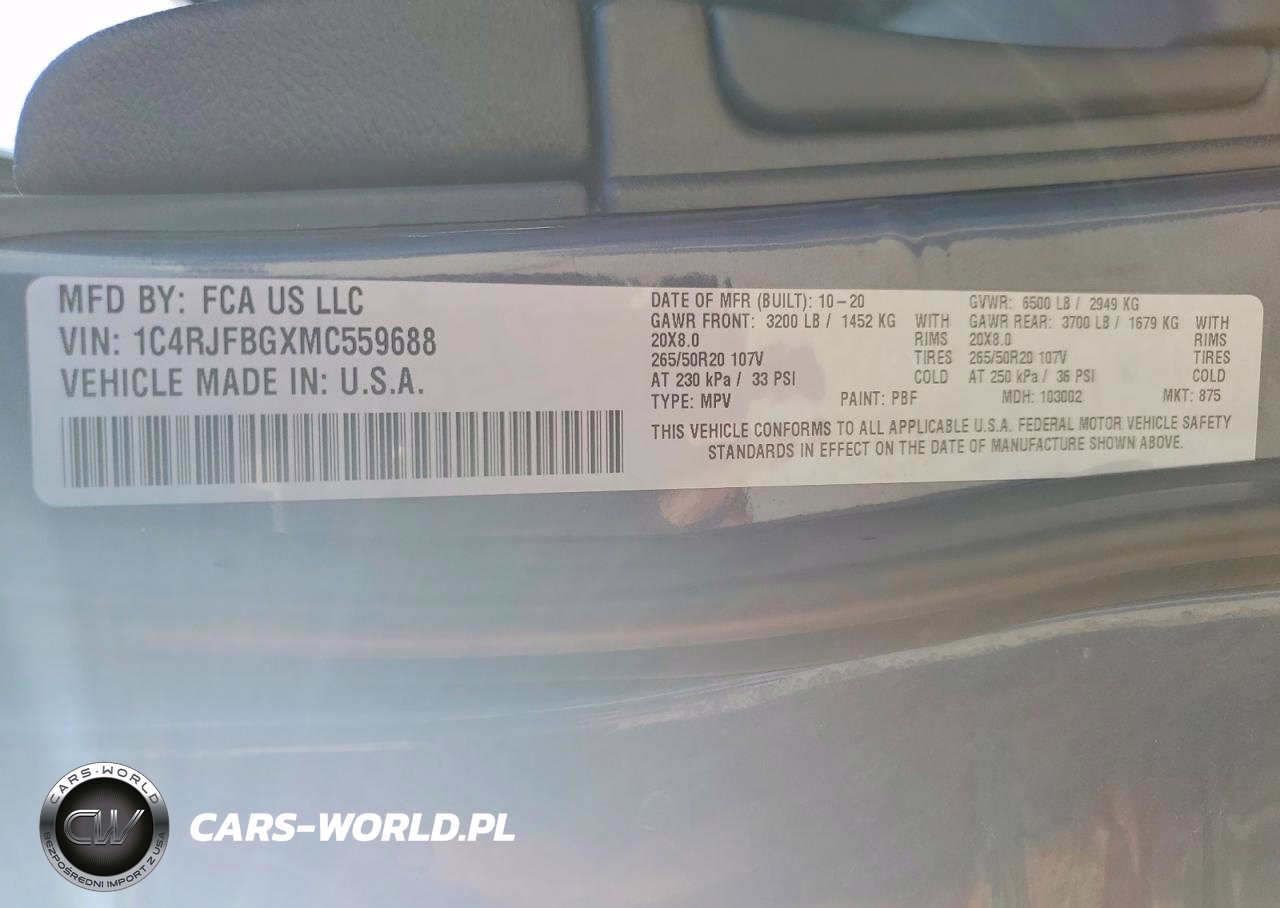 MFD BY: FCA US LLC
VIN: 1C4RJFBGXMC559688
VEHICLE MADE IN: U.S.A.
DATE OF MFR (BUILT): 10-20 GVWR: 6500 LB / 2949 KG
GAWR FRONT: 3200 LB / 1452 KG WITH GAWR REAR: 3700 LB / 1679 KG WITH
20X8.0 RIMS 20X8.0 RIMS
265/50R20 107V TIRES 265/50R20 107V TIRES
AT 230 kPa / 33 PSI COLD AT 250 kPa / 36 PSI COLD
TYPE: MPV PAINT: PBF MDH: 103002 MKT: 875
THIS VEHICLE CONFORMS TO ALL APPLICABLE U.S.A. FEDERAL MOTOR VEHICLE SAFETY
STANDARDS IN EFFECT ON THE DATE OF MANUFACTURE SHOWN ABOVE.
CARS-WORLD
CW
BEZPOŚREDNI IMPORT Z USA
CARS-WORLD.PL